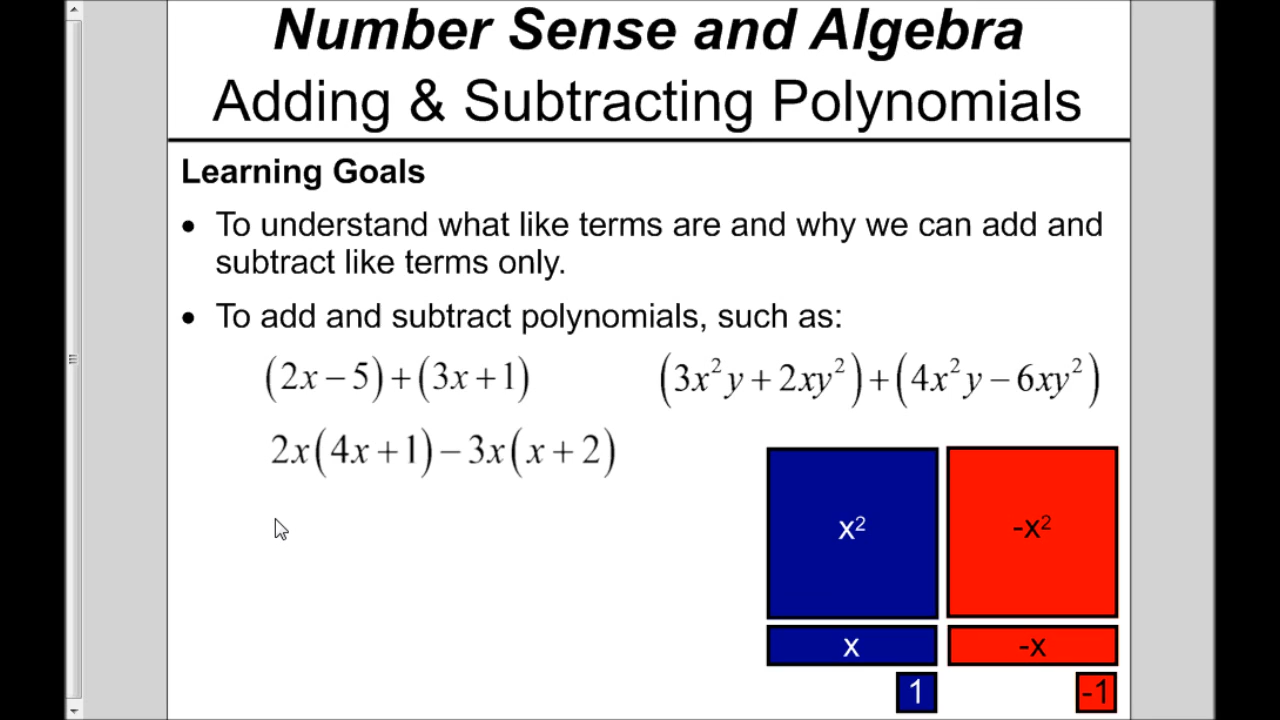 Number Sense and Algebra
Adding & Subtracting Polynomials
Learning Goals
• To understand what like terms are and why we can add and
subtract like terms only.
• To add and subtract polynomials, such as:
(2x − 5) + (3x + 1) (3x²y + 2xy²) + (4x²y − 6xy²)
2x(4x + 1) − 3x(x + 2)
x² -x²
x -x
1 -1